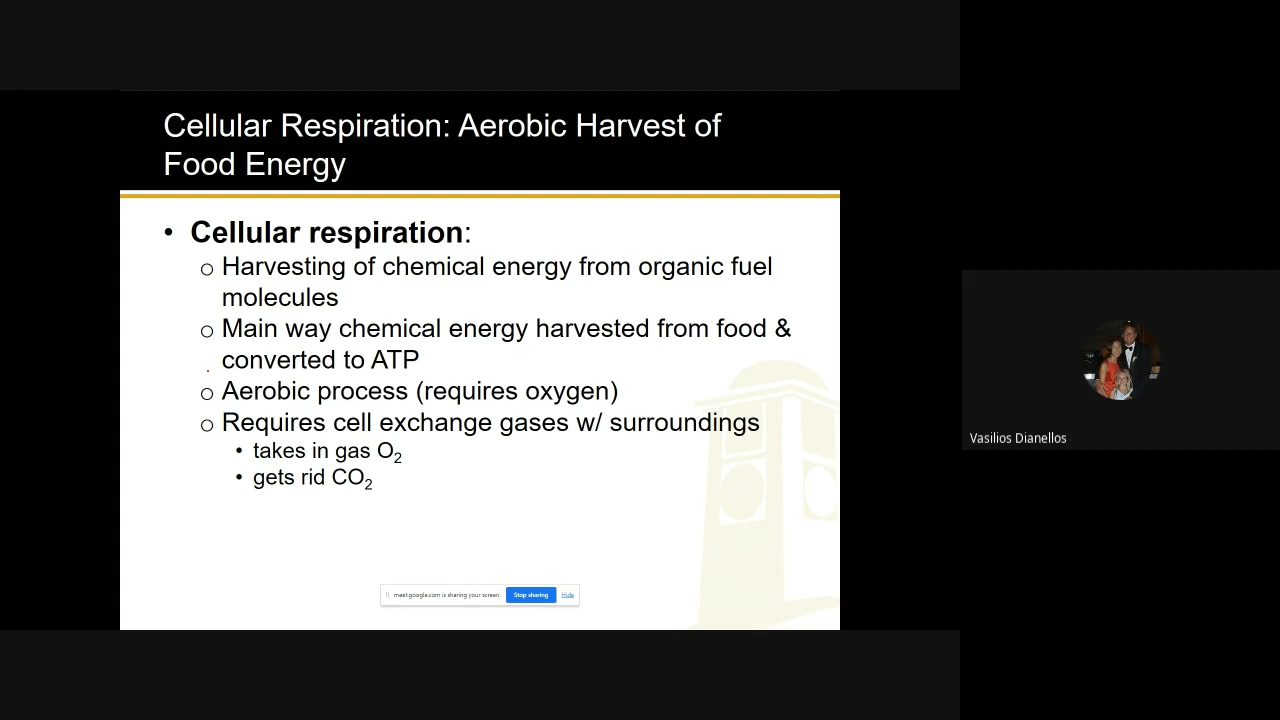 Cellular Respiration: Aerobic Harvest of
Food Energy
• Cellular respiration:
o Harvesting of chemical energy from organic fuel
molecules
o Main way chemical energy harvested from food &
converted to ATP
o Aerobic process (requires oxygen)
o Requires cell exchange gases w/ surroundings
• takes in gas O₂
• gets rid CO₂
meet.google.com is sharing your screen. Stop sharing Hide
Vasilios Dianellos